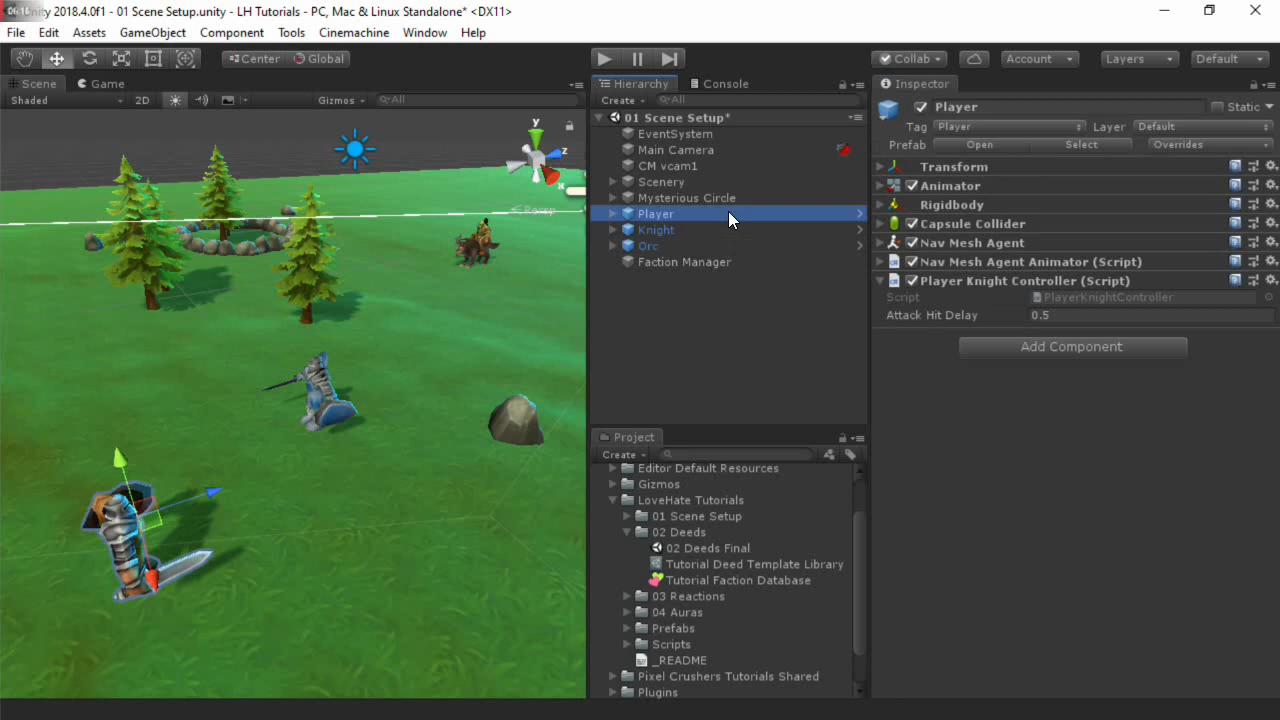 2018.4.0f1 - 01 Scene Setup.unity - LH Tutorials - PC, Mac & Linux Standalone* <DX11>
File Edit Assets GameObject Component Tools Cinemachine Window Help
Center Global Collab Account Layers Default
Scene Game
Shaded 2D Gizmos All
y
z
x
Persp
Hierarchy Console
Create All
01 Scene Setup*
EventSystem
Main Camera
CM vcam1
Scenery
Mysterious Circle
Player
Knight
Orc
Faction Manager
Project
Create
Editor Default Resources
Gizmos
LoveHate Tutorials
01 Scene Setup
02 Deeds
02 Deeds Final
Tutorial Deed Template Library
Tutorial Faction Database
03 Reactions
04 Auras
Prefabs
Scripts
_README
Pixel Crushers Tutorials Shared
Plugins
Inspector
Player Static
Tag Player Layer Default
Prefab Open Select Overrides
Transform
Animator
Rigidbody
Capsule Collider
Nav Mesh Agent
Nav Mesh Agent Animator (Script)
Player Knight Controller (Script)
Script PlayerKnightController
Attack Hit Delay 0.5
Add Component